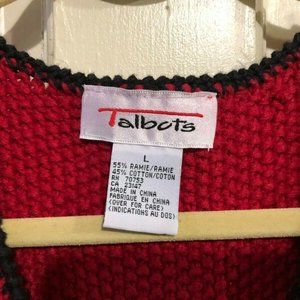 Talbots
L
55% RAMIE/RAMIE
45% COTTON/COTON
RN 70753
CA 23147
MADE IN CHINA
FABRIQUE EN CHINA
(OVER FOR CARE)
(INDICATIONS AU DOS)